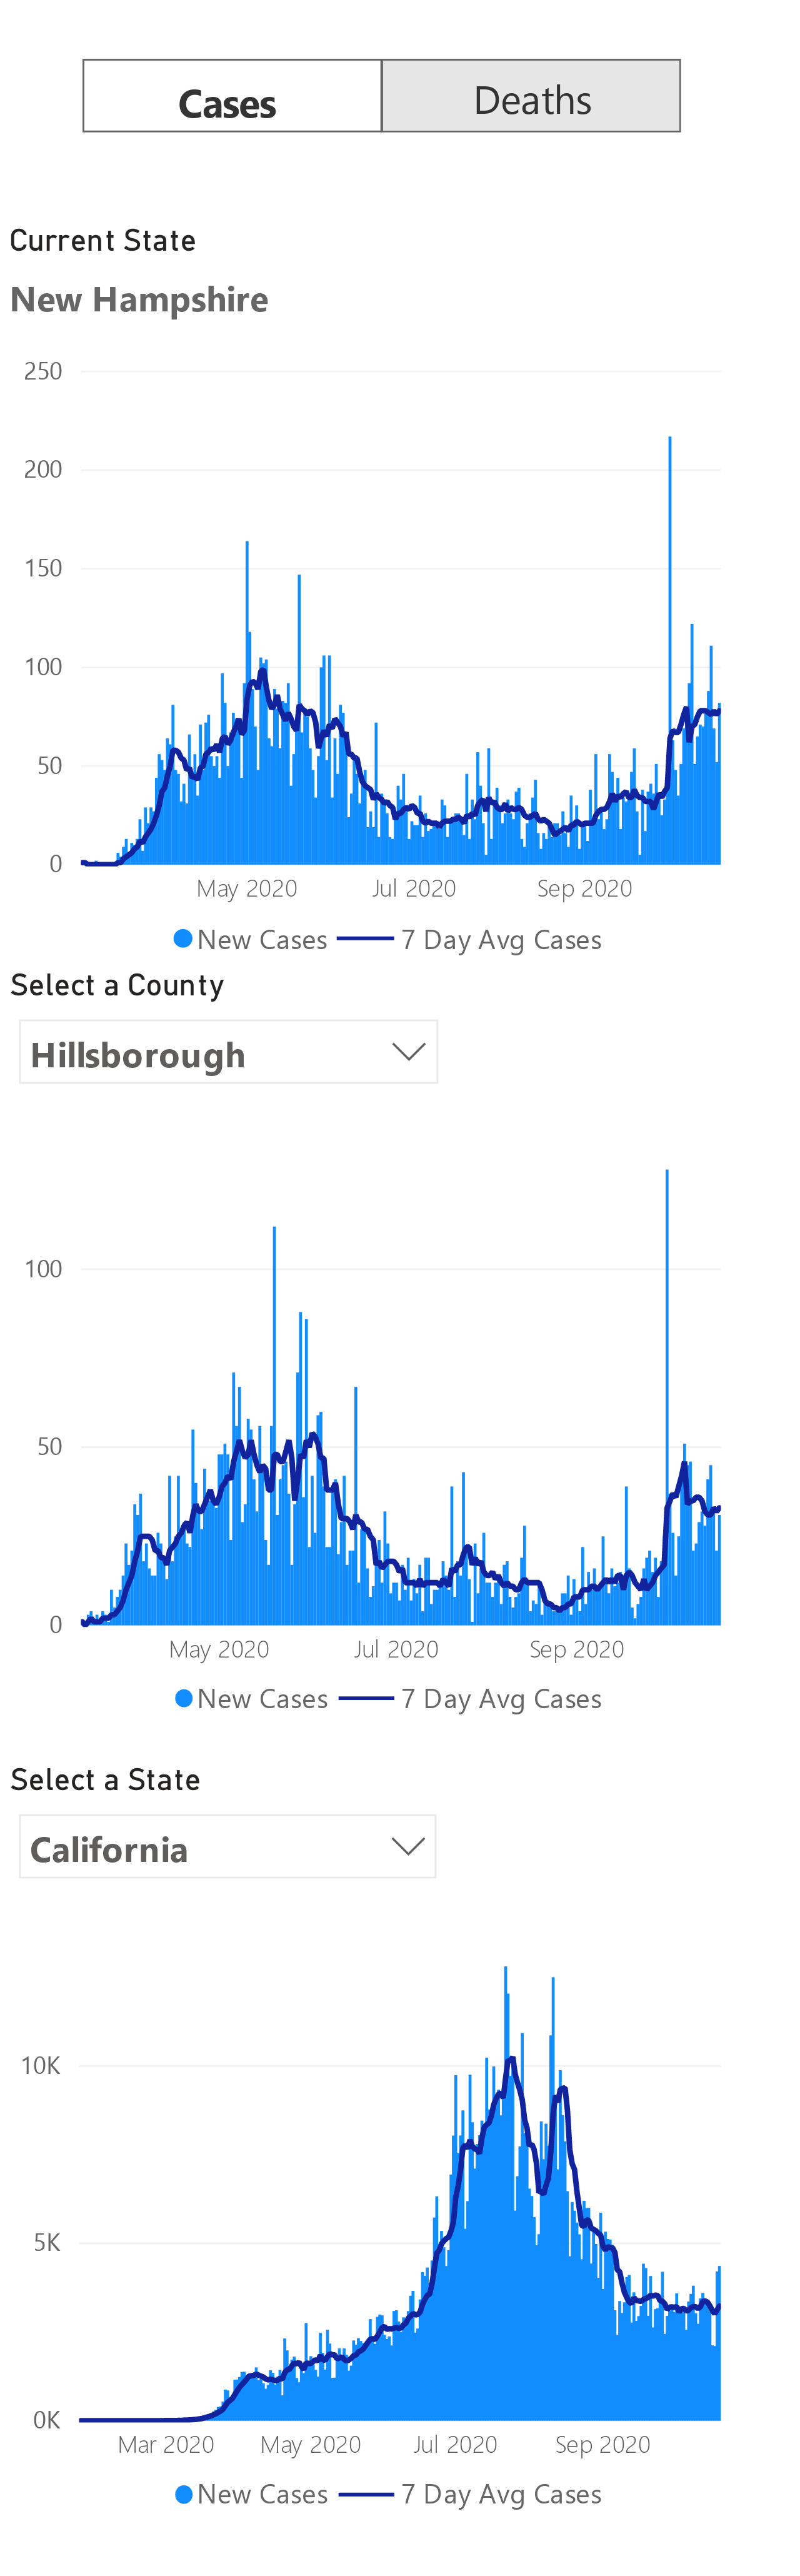 Cases Deaths
Current State
New Hampshire
250
200
150
100
50
0
May 2020 Jul 2020 Sep 2020
New Cases 7 Day Avg Cases
Select a County
Hillsborough
100
50
0
May 2020 Jul 2020 Sep 2020
New Cases 7 Day Avg Cases
Select a State
California
10K
5K
0K
Mar 2020 May 2020 Jul 2020 Sep 2020
New Cases 7 Day Avg Cases